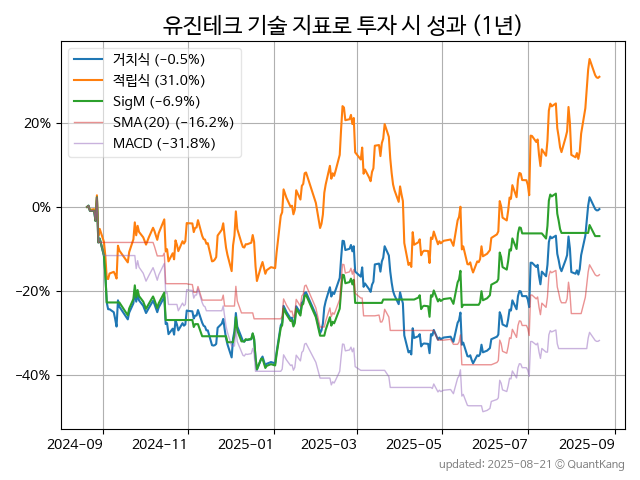 유진테크 기술 지표로 투자 시 성과 (1년)
거치식 (−0.5%)
적립식 (31.0%)
SigM (−6.9%)
SMA(20) (−16.2%)
MACD (−31.8%)
20%
0%
−20%
−40%
2024-09 2024-11 2025-01 2025-03 2025-05 2025-07 2025-09
updated: 2025-08-21 © QuantKang